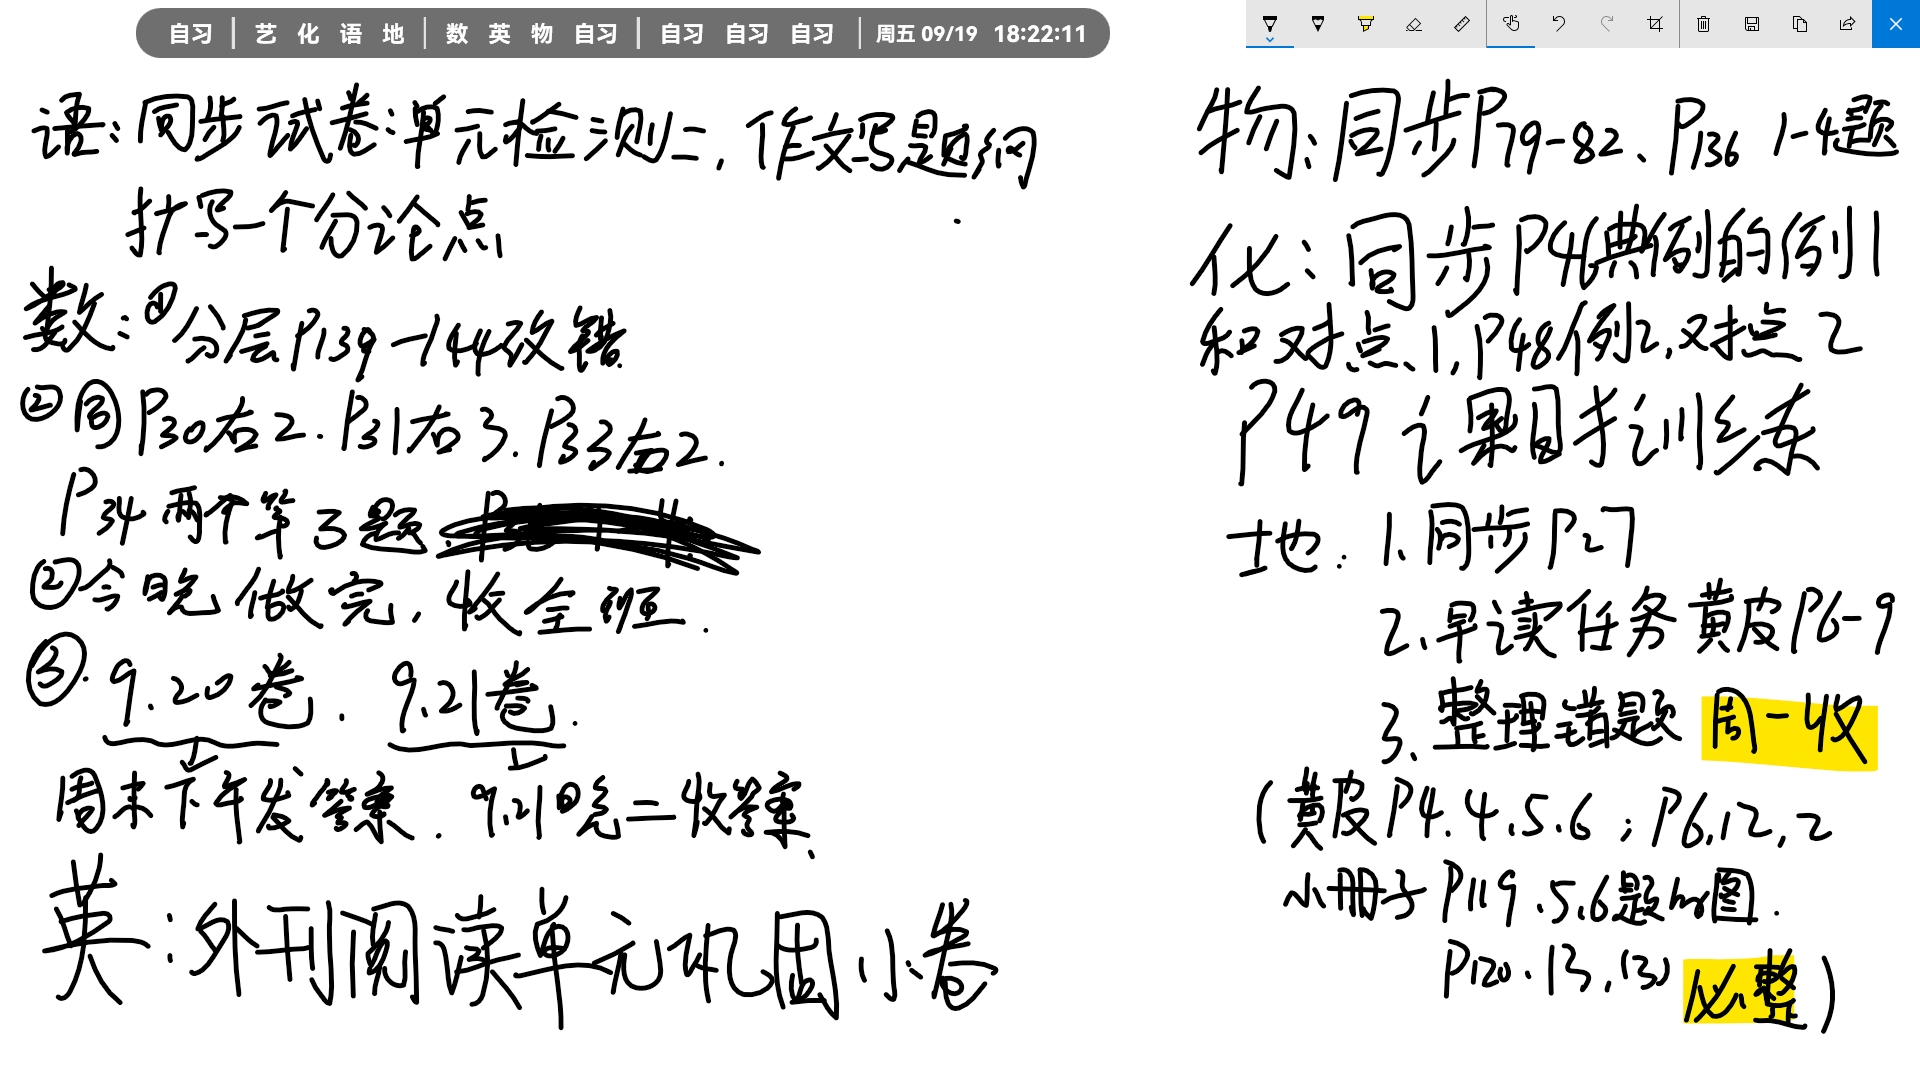 自习 | 艺 化 语 地 | 数 英 物 自习 | 自习 自习 自习 | 周五 09/19 18:22:11
语：同步试卷：单元检测二，作文写题纲
抄写一个分论点
数：①分层P139-144改错
②同P30右2．P31右3．P33右2．
P34两个第3题
②今晚做完，收全班．
③．9.20卷．9.21卷．
周末下午发答案．9.21日晚二收答案
英：外刊阅读单元巩固小卷
物：同步P79-82、P136 1-4题
化：同步P46典例的例1
和对点、1，P48例2，对点2
P49 课时训练
地：1、同步P27
2、早读任务黄皮P6-9
3、整理错题 周一收
（黄皮P4．4、5、6；P6，12，2
小册子P119．5、6题图．
P120．13，(3) 必整）